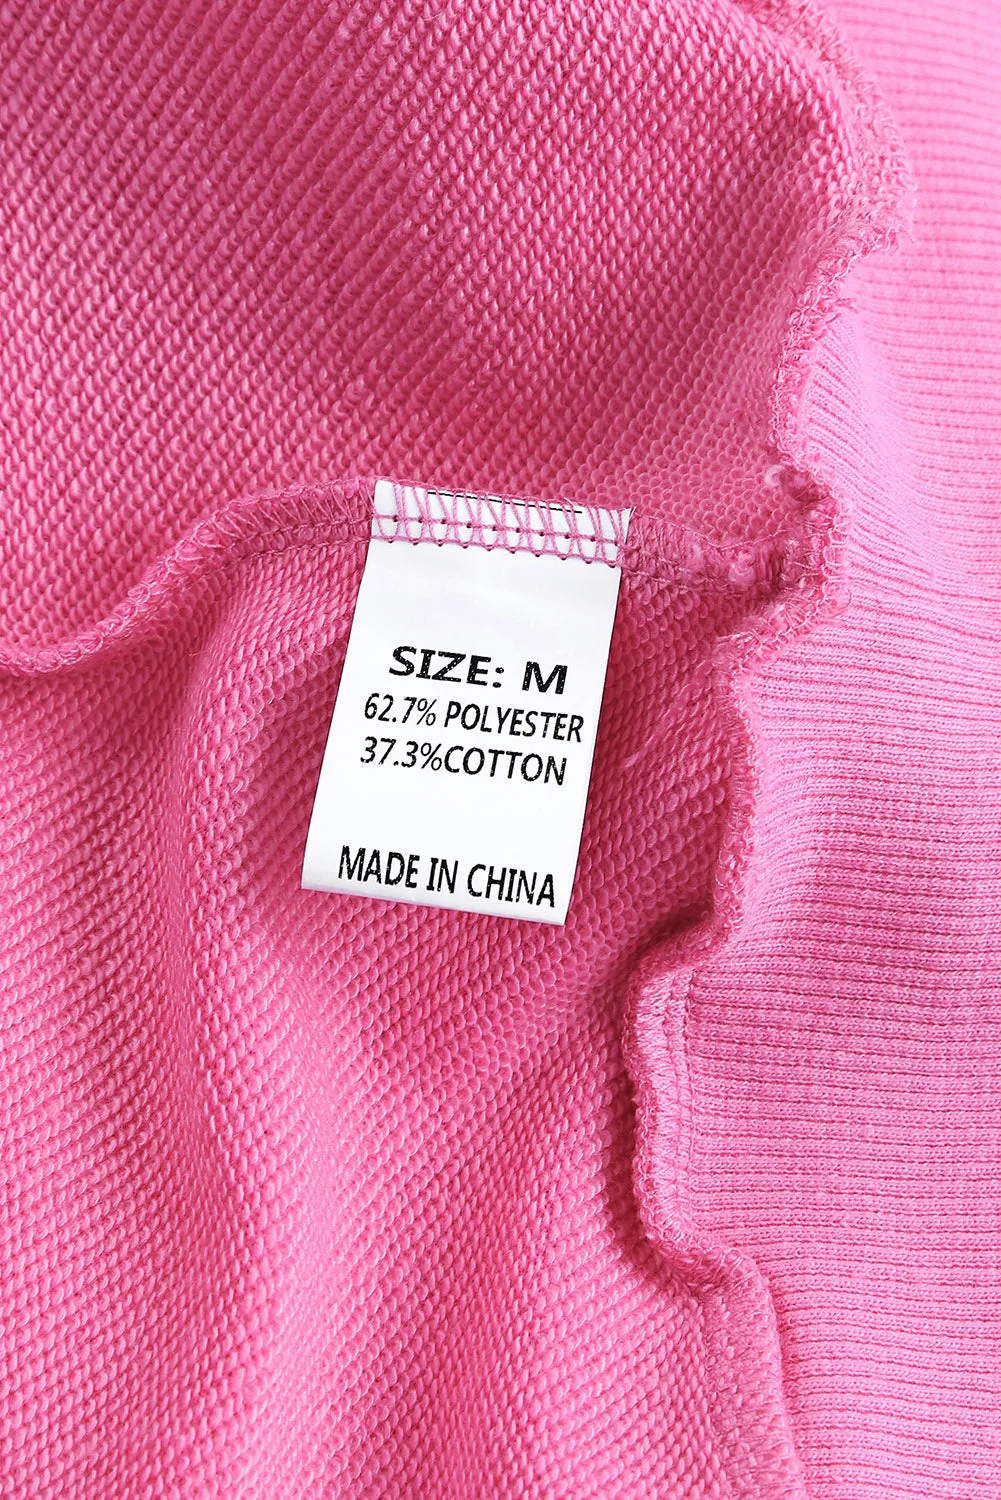 SIZE: M
62.7% POLYESTER
37.3%COTTON
MADE IN CHINA